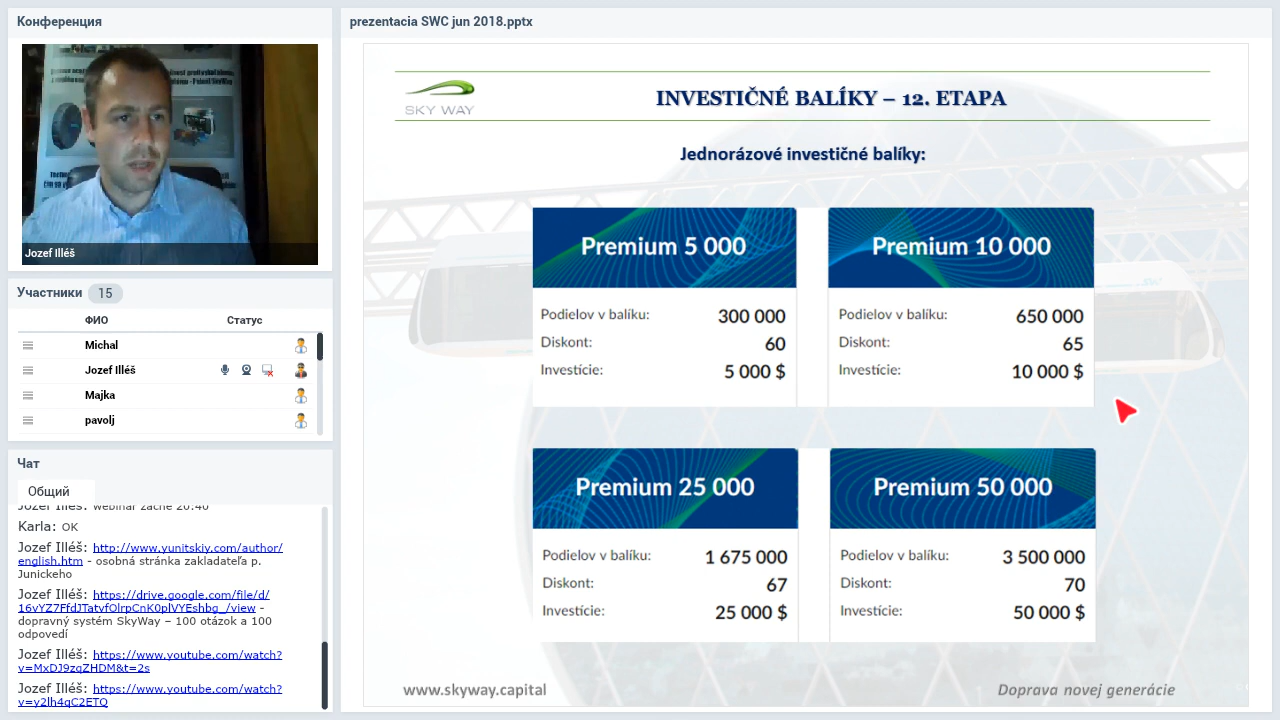 Конференция
Jozef Illéš
Участники 15
ФИО Статус
Michal
Jozef Illéš
Majka
pavolj
Чат
Общий
Jozef Illéš: webinár začne 20:40
Karla: OK
Jozef Illéš: http://www.yunitskiy.com/author/
english.htm - osobná stránka zakladateľa p.
Junickeho
Jozef Illéš: https://drive.google.com/file/d/
16vYZ7FfdJTatvfOlrpCnK0plVYEshbg_/view -
dopravný systém SkyWay – 100 otázok a 100
odpovedí
Jozef Illéš: https://www.youtube.com/watch?
v=MxDJ9zqZHDM&t=2s
Jozef Illéš: https://www.youtube.com/watch?
v=y2lh4qC2ETQ
prezentacia SWC jun 2018.pptx
SKY WAY
INVESTIČNÉ BALÍKY – 12. ETAPA
Jednorázové investičné balíky:
Premium 5 000
Podielov v balíku: 300 000
Diskont: 60
Investície: 5 000 $
Premium 10 000
Podielov v balíku: 650 000
Diskont: 65
Investície: 10 000 $
Premium 25 000
Podielov v balíku: 1 675 000
Diskont: 67
Investície: 25 000 $
Premium 50 000
Podielov v balíku: 3 500 000
Diskont: 70
Investície: 50 000 $
www.skyway.capital
Doprava novej generácie